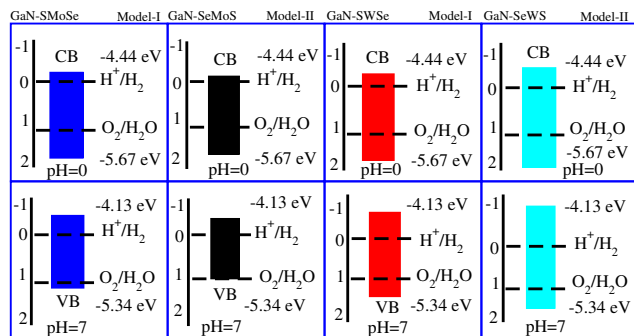 GaN-SMoSe Model-I GaN-SeMoS Model-II GaN-SWSe Model-I GaN-SeWS Model-II
-1 CB -4.44 eV
0 H⁺/H₂
1 O₂/H₂O
-5.67 eV
2 pH=0
-1 CB -4.44 eV
0 H⁺/H₂
1 O₂/H₂O
-5.67 eV
2 pH=0
-1 CB -4.44 eV
0 H⁺/H₂
1 O₂/H₂O
-5.67 eV
2 pH=0
-1 CB -4.44 eV
0 H⁺/H₂
1 O₂/H₂O
-5.67 eV
2 pH=0
-1 -4.13 eV
0 H⁺/H₂
1 O₂/H₂O
VB -5.34 eV
2 pH=7
-1 -4.13 eV
0 H⁺/H₂
1 O₂/H₂O
VB -5.34 eV
2 pH=7
-1 -4.13 eV
0 H⁺/H₂
1 O₂/H₂O
VB -5.34 eV
2 pH=7
-1 -4.13 eV
0 H⁺/H₂
1 O₂/H₂O
VB -5.34 eV
2 pH=7